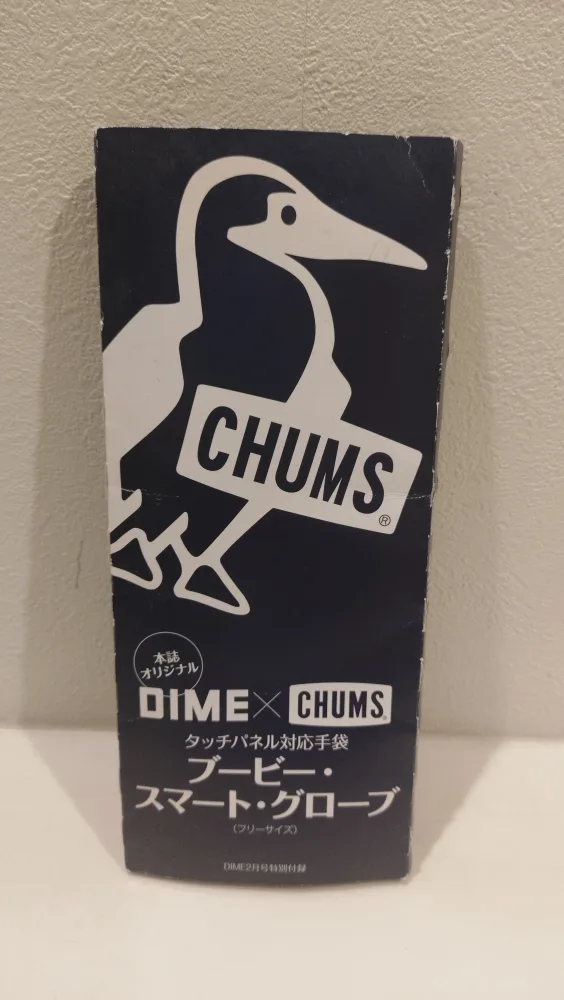 CHUMS®
本誌
オリジナル
DIME×CHUMS®
タッチパネル対応手袋
ブービー・
スマート・グローブ
(フリーサイズ)
DIME2月号特別付録